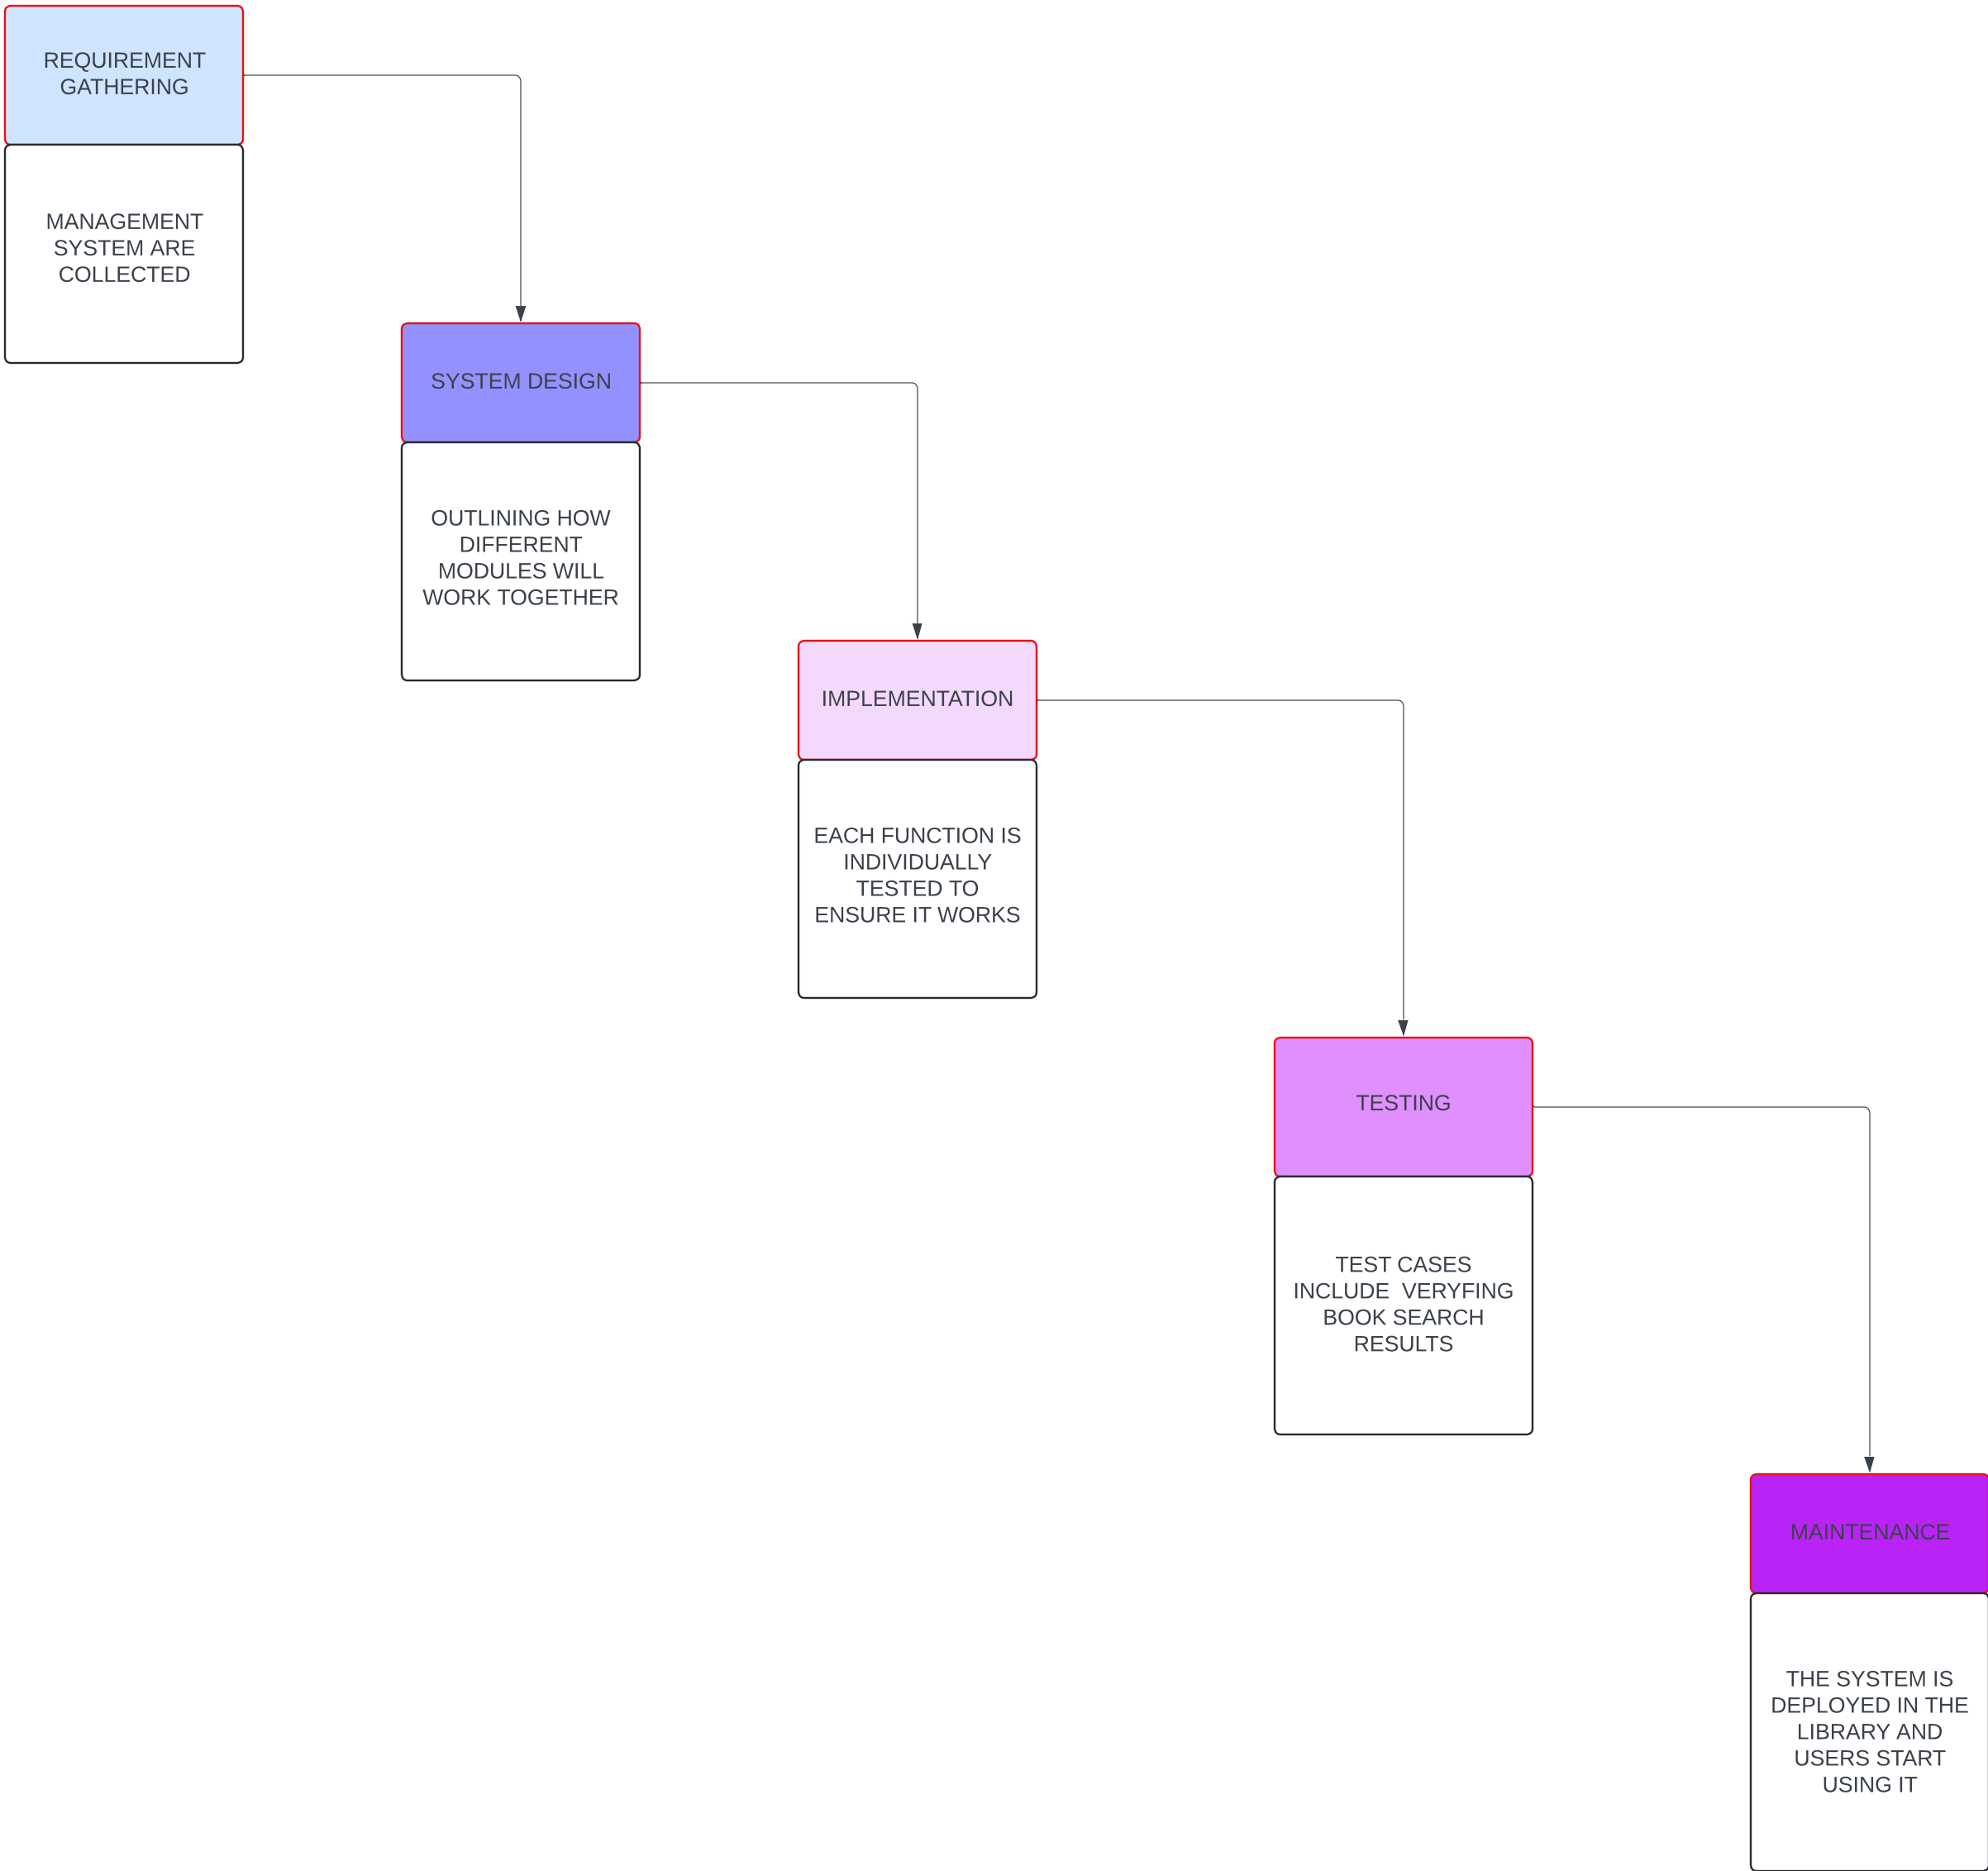 REQUIREMENT
GATHERING
MANAGEMENT
SYSTEM ARE
COLLECTED
SYSTEM DESIGN
OUTLINING HOW
DIFFERENT
MODULES WILL
WORK TOGETHER
IMPLEMENTATION
EACH FUNCTION IS
INDIVIDUALLY
TESTED TO
ENSURE IT WORKS
TESTING
TEST CASES
INCLUDE  VERYFING
BOOK SEARCH
RESULTS
MAINTENANCE
THE SYSTEM IS
DEPLOYED IN THE
LIBRARY AND
USERS START
USING IT